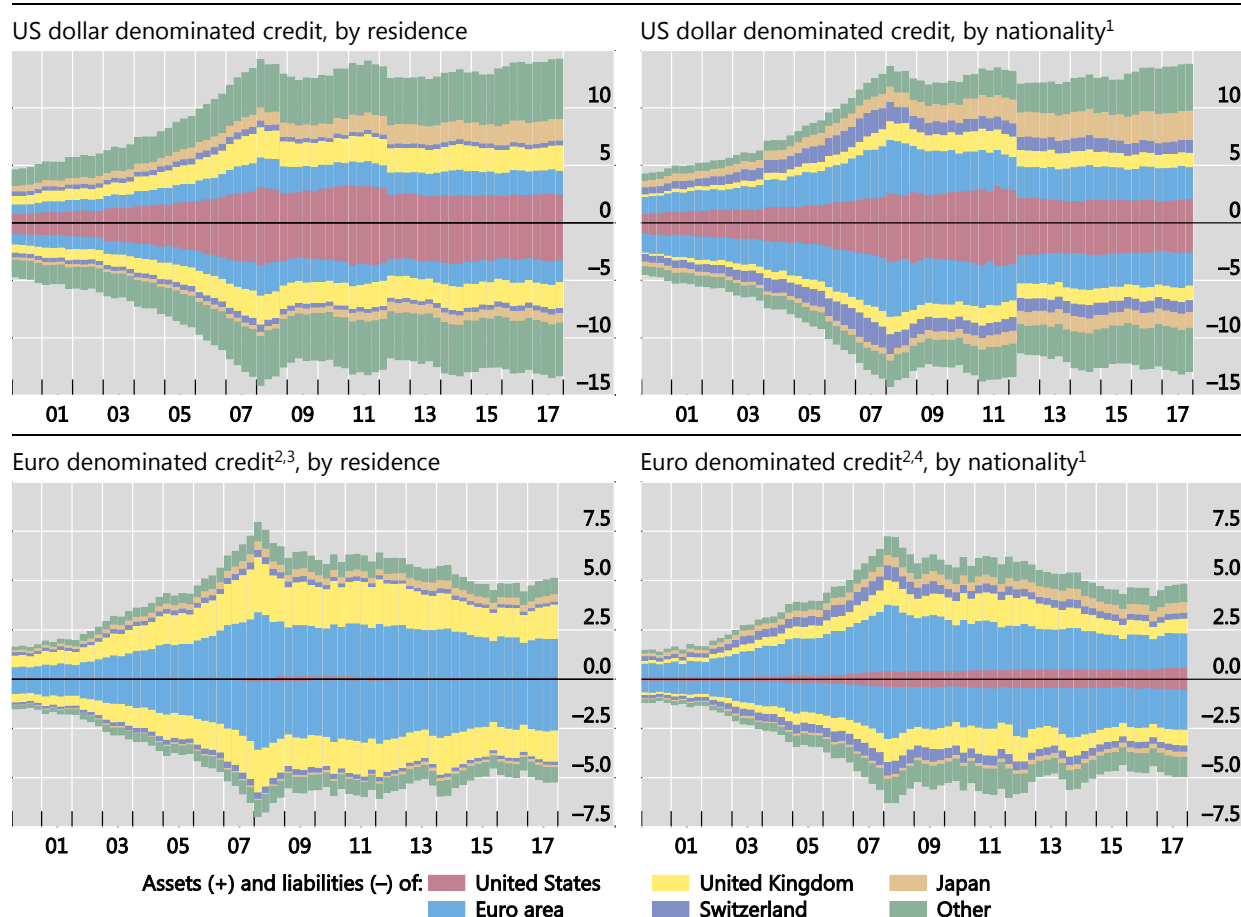 US dollar denominated credit, by residence
10
5
0
–5
–10
–15
01 03 05 07 09 11 13 15 17
US dollar denominated credit, by nationality¹
10
5
0
–5
–10
–15
01 03 05 07 09 11 13 15 17
Euro denominated credit²,³, by residence
7.5
5.0
2.5
0.0
–2.5
–5.0
–7.5
01 03 05 07 09 11 13 15 17
Euro denominated credit²,⁴, by nationality¹
7.5
5.0
2.5
0.0
–2.5
–5.0
–7.5
01 03 05 07 09 11 13 15 17
Assets (+) and liabilities (–) of: United States United Kingdom Japan
Euro area Switzerland Other